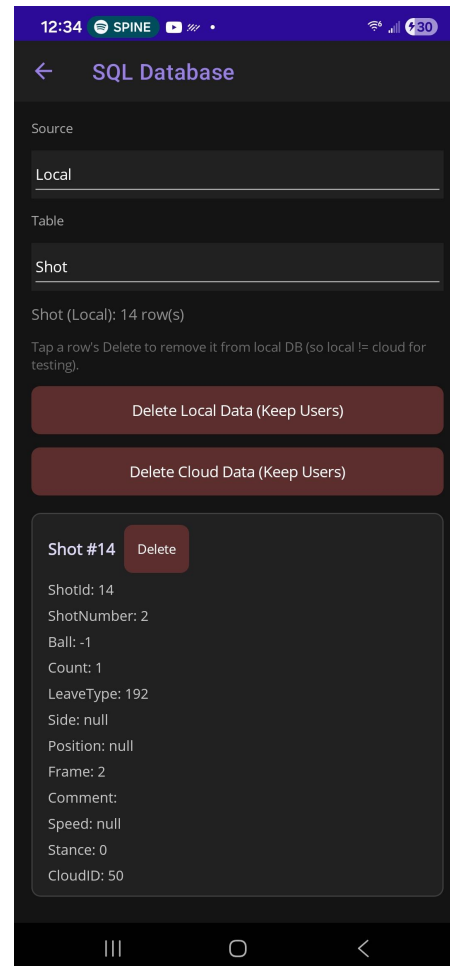 12:34 SPINE 30
SQL Database
Source
Local
Table
Shot
Shot (Local): 14 row(s)
Tap a row's Delete to remove it from local DB (so local != cloud for
testing).
Delete Local Data (Keep Users)
Delete Cloud Data (Keep Users)
Shot #14 Delete
ShotId: 14
ShotNumber: 2
Ball: -1
Count: 1
LeaveType: 192
Side: null
Position: null
Frame: 2
Comment:
Speed: null
Stance: 0
CloudID: 50